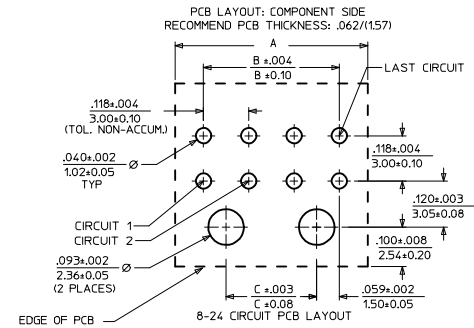 PCB LAYOUT: COMPONENT SIDE
RECOMMEND PCB THICKNESS: .062/(1.57)
A
B ±.004
B ±0.10
LAST CIRCUIT
.118±.004
3.00±0.10
(TOL. NON-ACCUM.)
.040±.002 Ø
1.02±0.05
TYP
.118±.004
3.00±0.10
.120±.003
3.05±0.08
CIRCUIT 1
CIRCUIT 2
.093±.002 Ø
2.36±0.05
(2 PLACES)
.100±.008
2.54±0.20
C ±.003
C ±0.08
.059±.002
1.50±0.05
EDGE OF PCB
8-24 CIRCUIT PCB LAYOUT